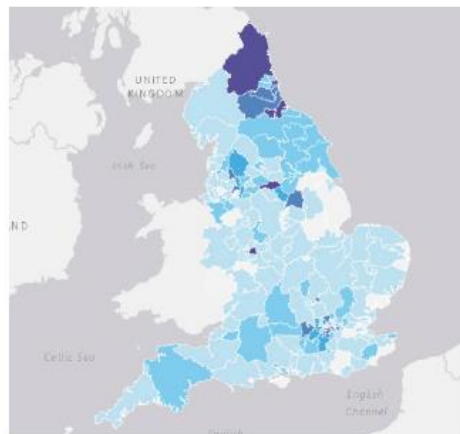 UNITED
KINGDOM
Irish Sea
ND
Celtic Sea
English
Channel